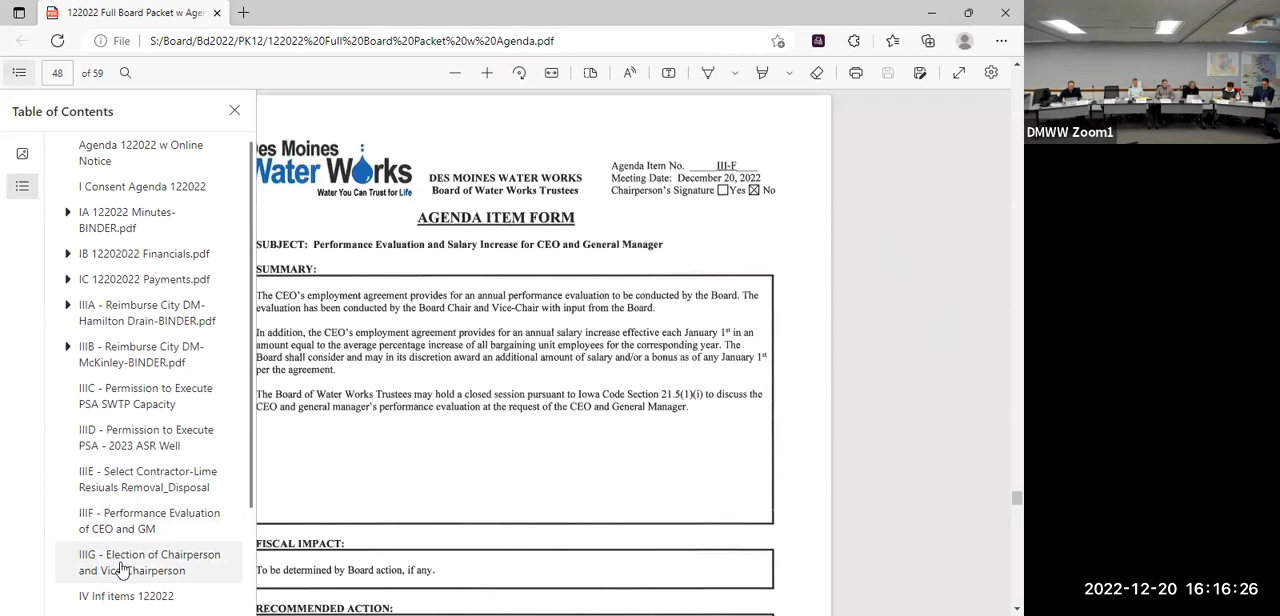 122022 Full Board Packet w Ager
File
S:/Board/Bd2022/PK12/122022%20Full%20Board%20Packet%20w%20Agenda.pdf
48
of 59
Table of Contents
Agenda 122022 w Online
Notice
I Consent Agenda 122022
IA 122022 Minutes-
BINDER.pdf
IB 12202022 Financials.pdf
IC 12202022 Payments.pdf
IIIA - Reimburse City DM-
Hamilton Drain-BINDER.pdf
IIIB - Reimburse City DM-
McKinley-BINDER.pdf
IIIC - Permission to Execute
PSA SWTP Capacity
IIID - Permission to Execute
PSA - 2023 ASR Well
IIIE - Select Contractor-Lime
Resiuals Removal_Disposal
IIIF - Performance Evaluation
of CEO and GM
IIIG - Election of Chairperson
and Vice Chairperson
IV Inf items 122022
es Moines
Water Works
Water You Can Trust for Life
DES MOINES WATER WORKS
Board of Water Works Trustees
Agenda Item No. III-F
Meeting Date: December 20, 2022
Chairperson's Signature ☐ Yes ☒ No
AGENDA ITEM FORM
SUBJECT: Performance Evaluation and Salary Increase for CEO and General Manager
SUMMARY:
The CEO's employment agreement provides for an annual performance evaluation to be conducted by the Board. The
evaluation has been conducted by the Board Chair and Vice-Chair with input from the Board.
In addition, the CEO's employment agreement provides for an annual salary increase effective each January 1st in an
amount equal to the average percentage increase of all bargaining unit employees for the corresponding year. The
Board shall consider and may in its discretion award an additional amount of salary and/or a bonus as of any January 1st
per the agreement.
The Board of Water Works Trustees may hold a closed session pursuant to Iowa Code Section 21.5(1)(i) to discuss the
CEO and general manager's performance evaluation at the request of the CEO and General Manager.
FISCAL IMPACT:
To be determined by Board action, if any.
RECOMMENDED ACTION:
DMWW Zoom1
2022-12-20 16:16:26